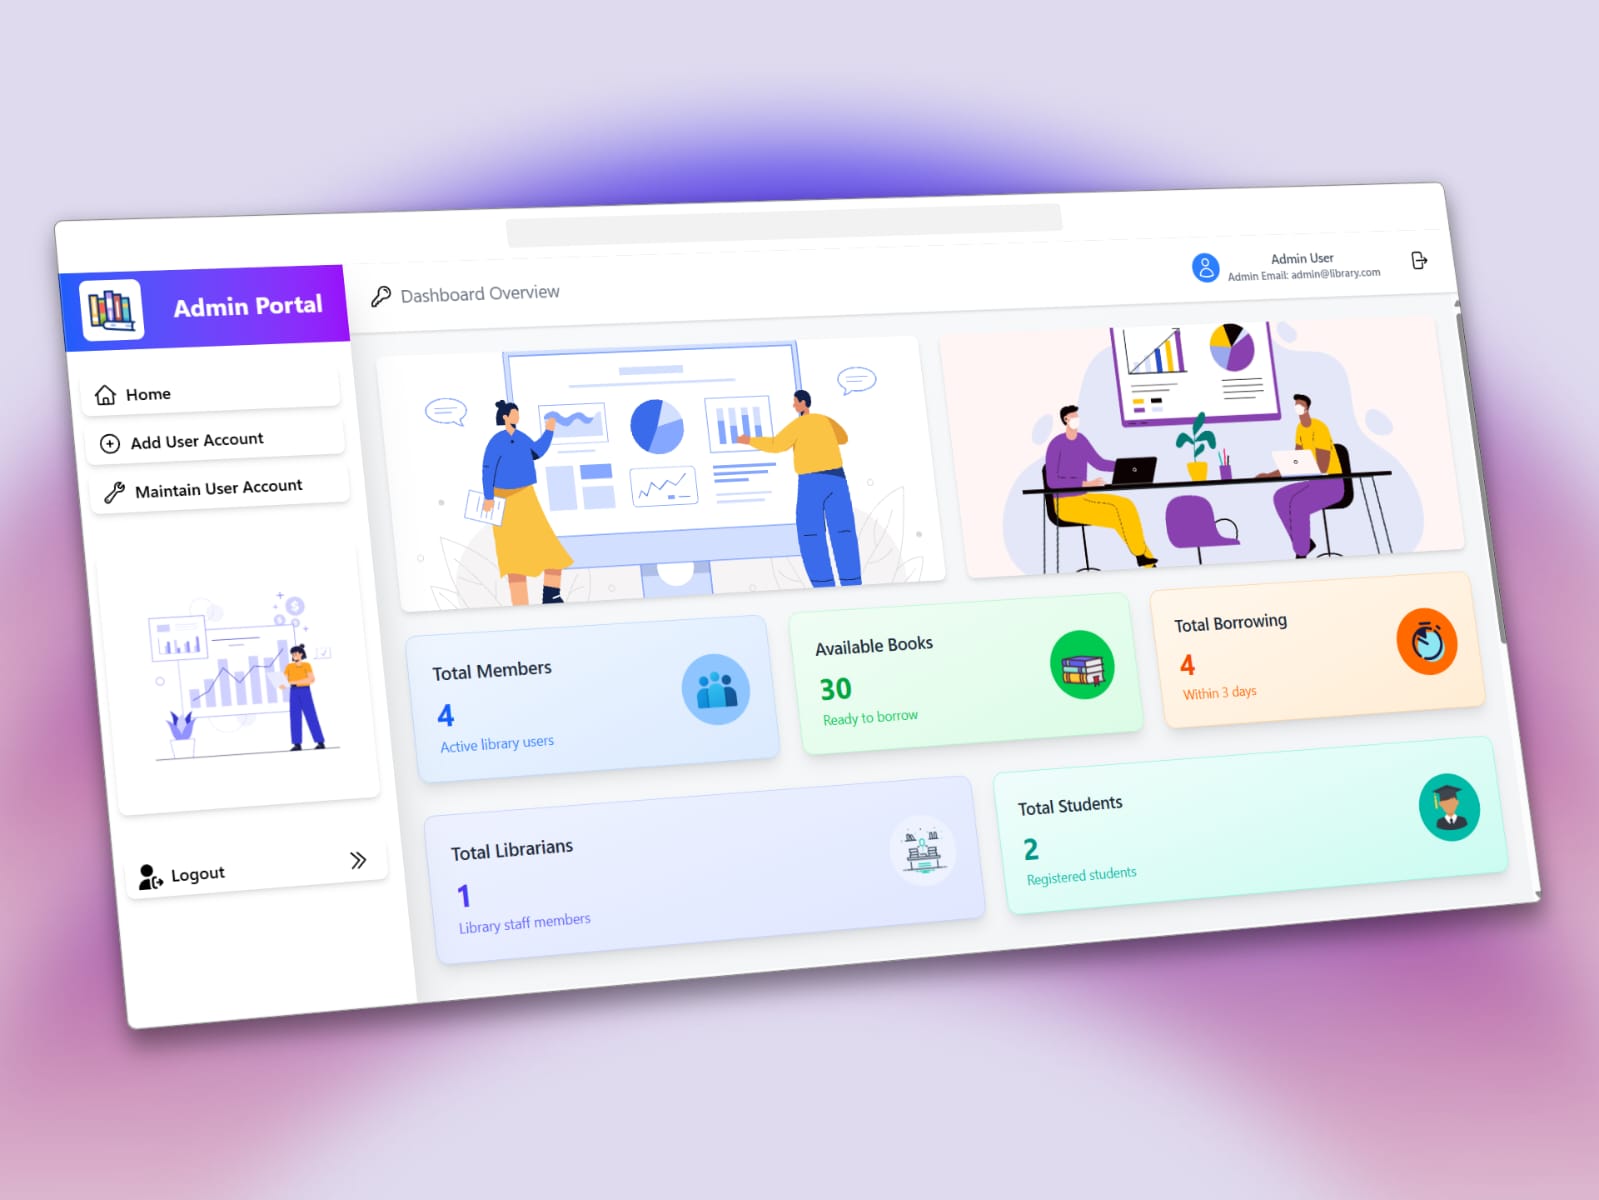 Admin Portal
Home
Add User Account
Maintain User Account
Logout
Dashboard Overview
Admin User
Admin Email: admin@library.com
Total Members
4
Active library users
Available Books
30
Ready to borrow
Total Borrowing
4
Within 3 days
Total Librarians
1
Library staff members
Total Students
2
Registered students